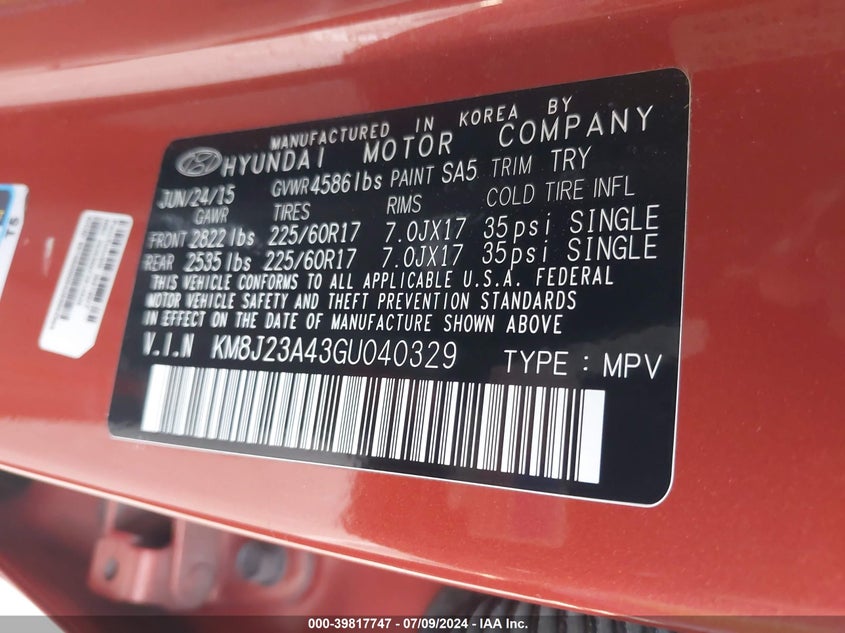 MANUFACTURED IN KOREA BY
HYUNDAI MOTOR COMPANY
JUN/24/15 GVWR4586lbs PAINT SA5 TRIM TRY
GAWR TIRES RIMS COLD TIRE INFL
FRONT 2822 lbs 225/60R17 7.0JX17 35psi SINGLE
REAR 2535 lbs 225/60R17 7.0JX17 35psi SINGLE
THIS VEHICLE CONFORMS TO ALL APPLICABLE U.S.A. FEDERAL
MOTOR VEHICLE SAFETY AND THEFT PREVENTION STANDARDS
IN EFFECT ON THE DATE OF MANUFACTURE SHOWN ABOVE
V.I.N KM8J23A43GU040329 TYPE : MPV
000-39817747 / 07/09/2024 - IAA Inc.